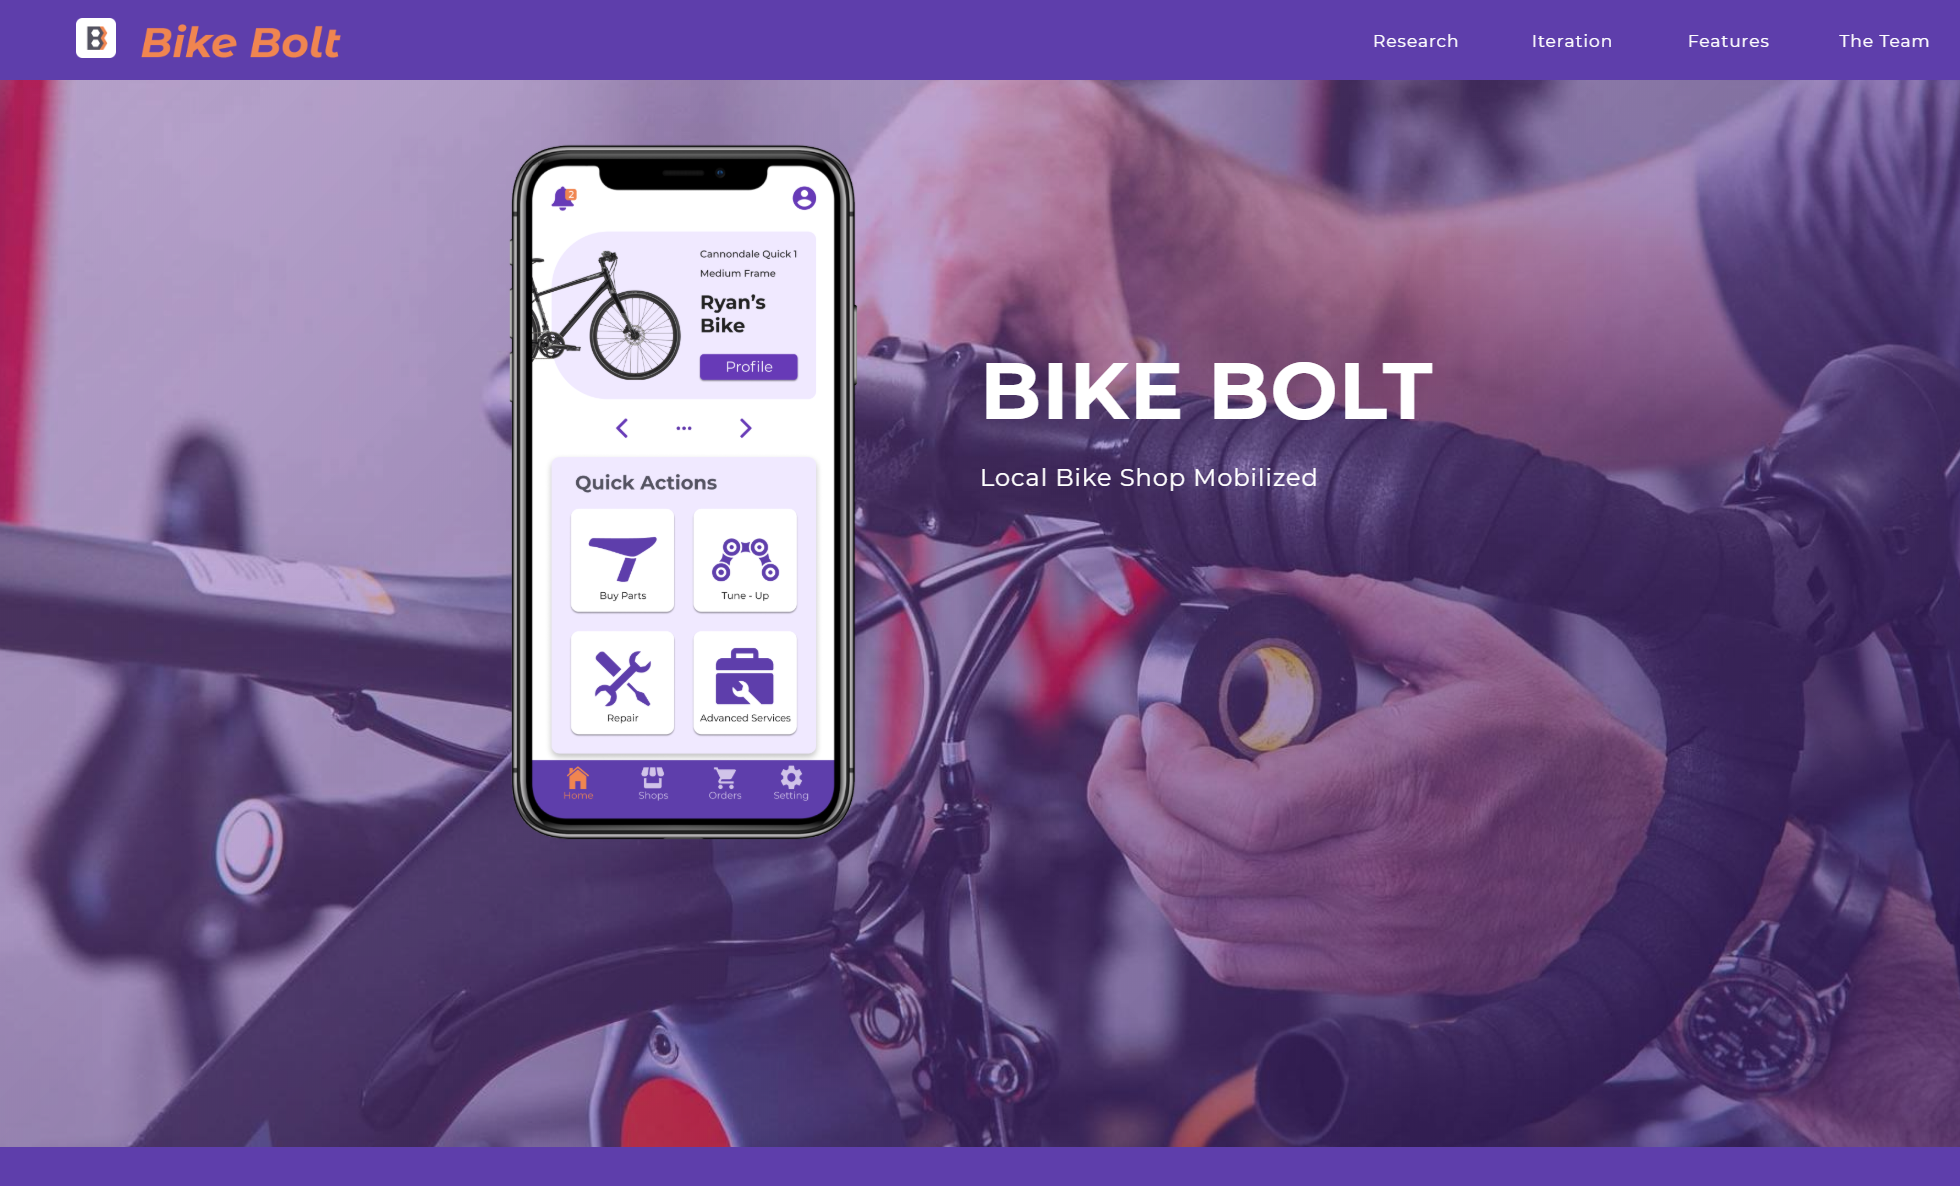 B
Bike Bolt
Research
Iteration
Features
The Team
2
Cannondale Quick 1
Medium Frame
Ryan's
Bike
Profile
Quick Actions
Buy Parts
Tune - Up
Repair
Advanced Services
Home
Shops
Orders
Setting
BIKE BOLT
Local Bike Shop Mobilized